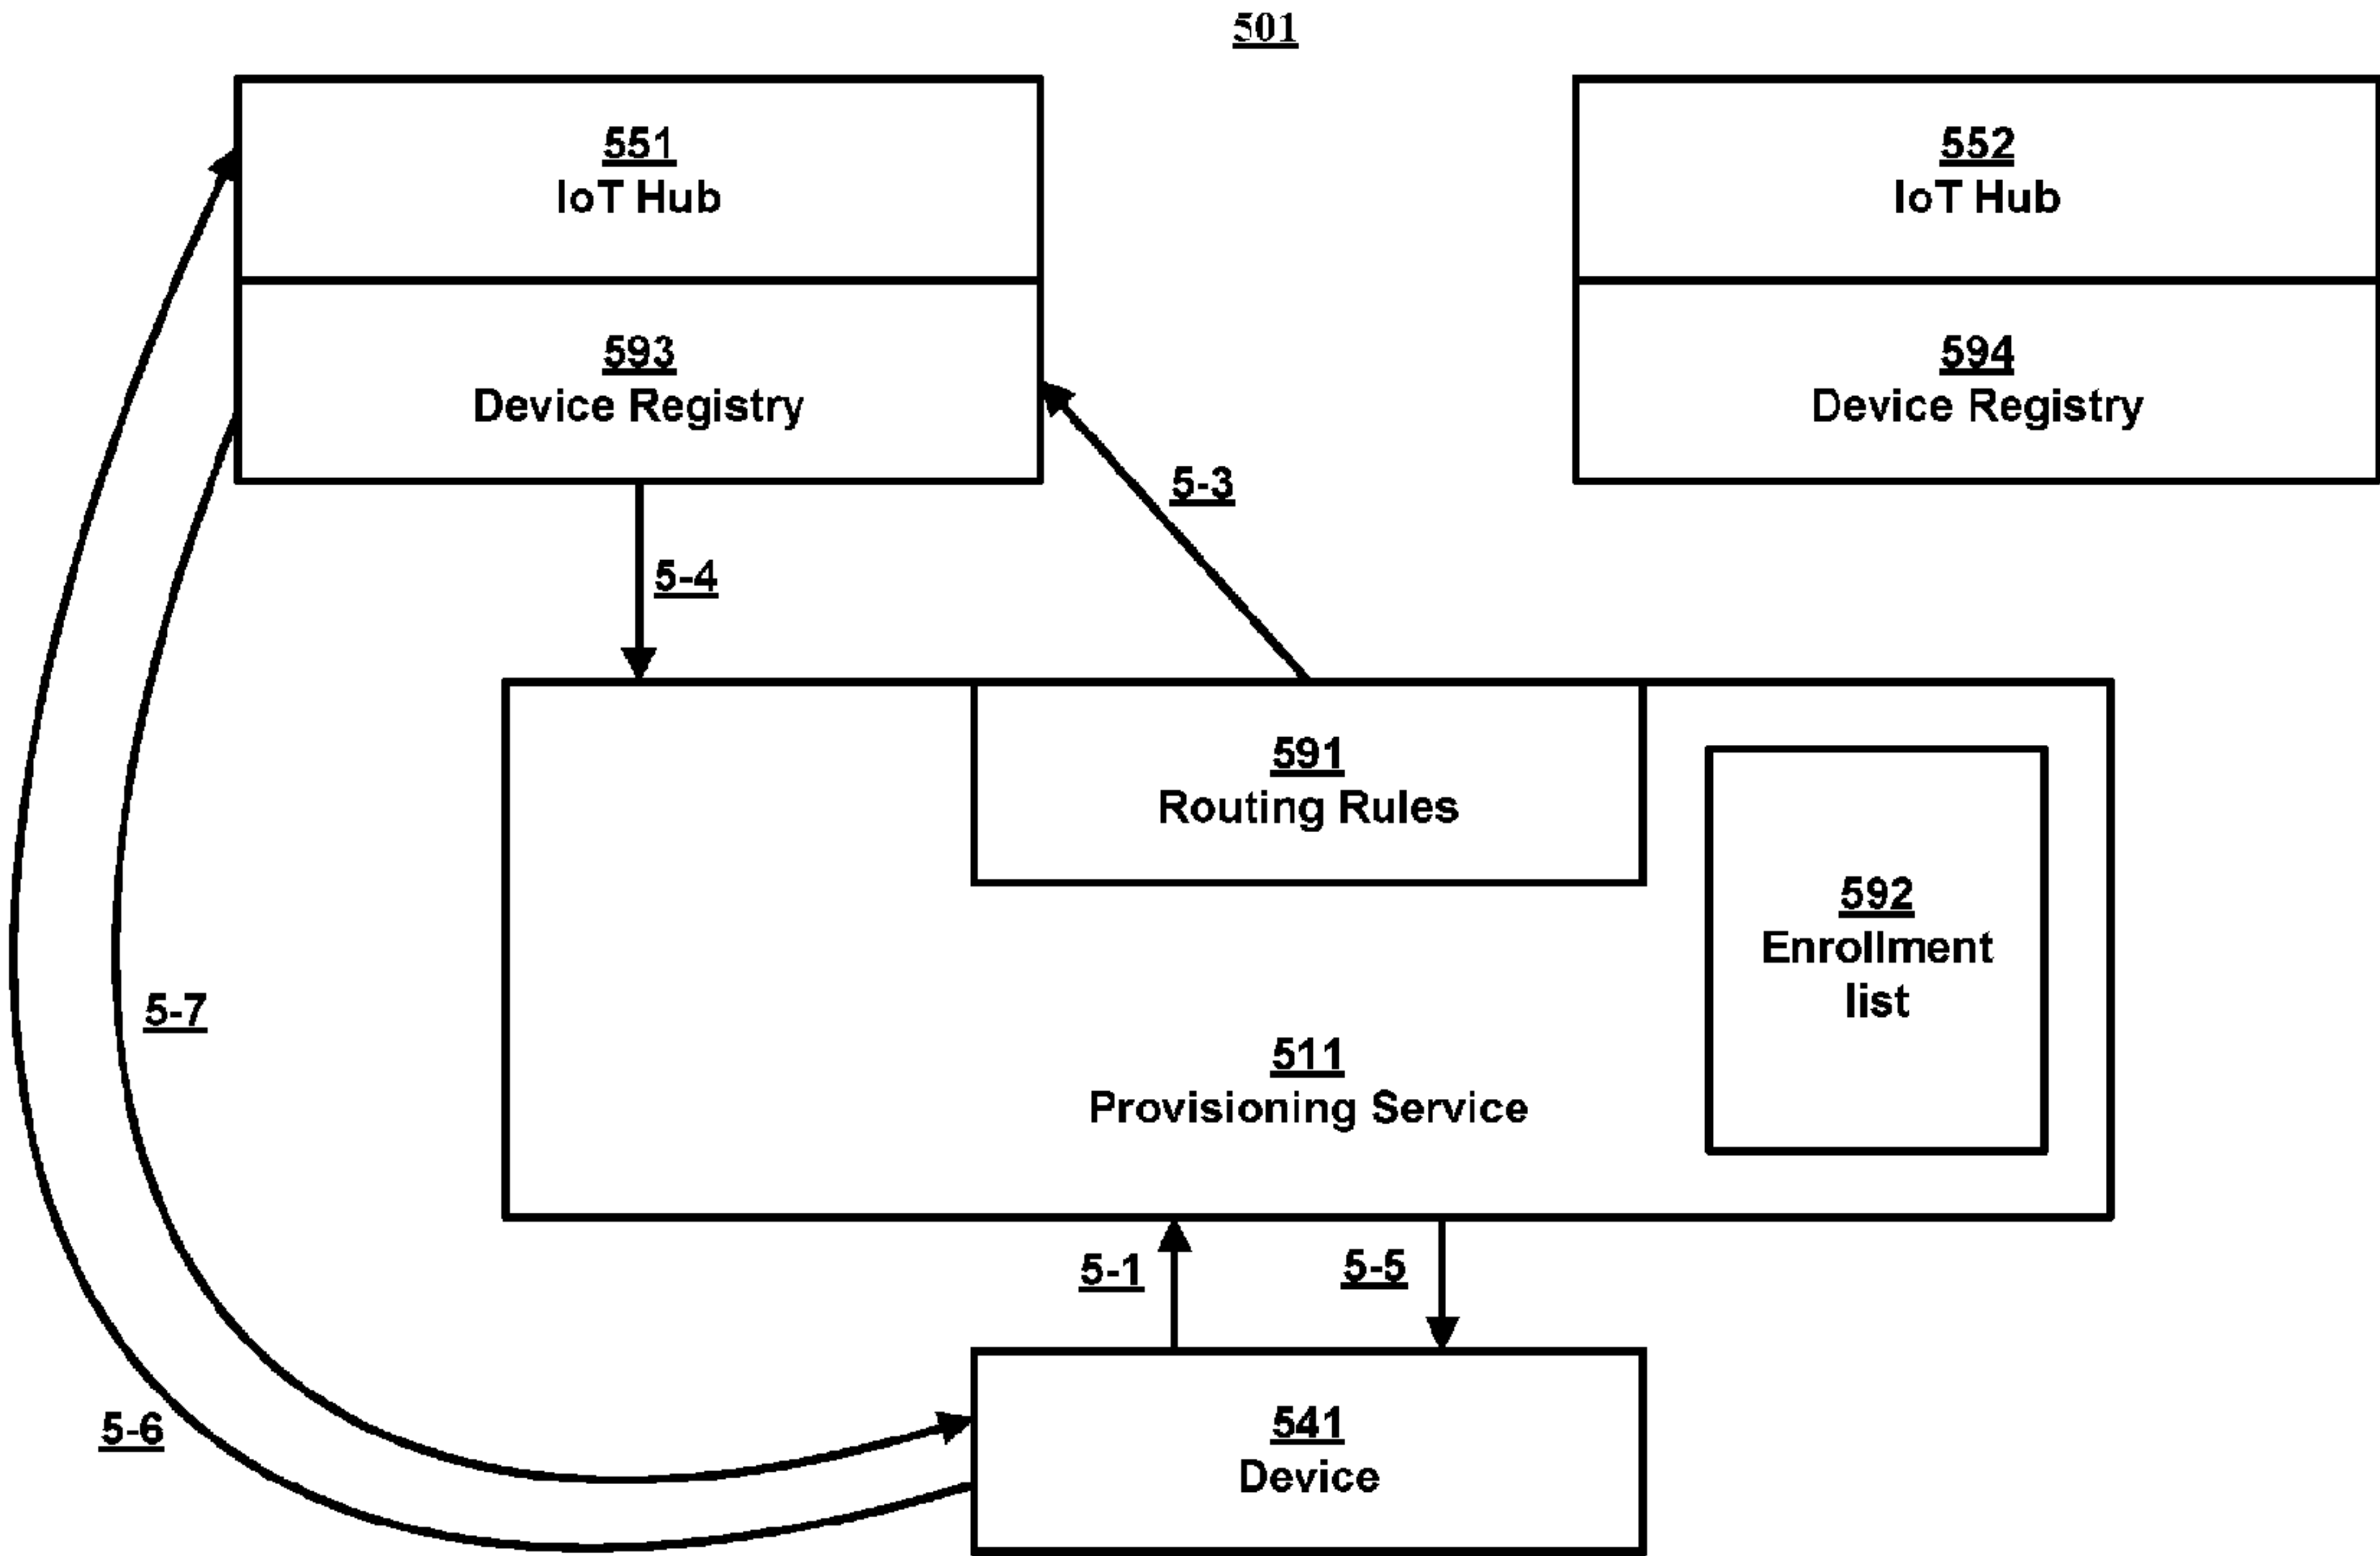 501
551
IoT Hub
593
Device Registry
552
IoT Hub
594
Device Registry
5-3
5-4
591
Routing Rules
592
Enrollment
list
511
Provisioning Service
5-7
5-1
5-5
5-6
541
Device